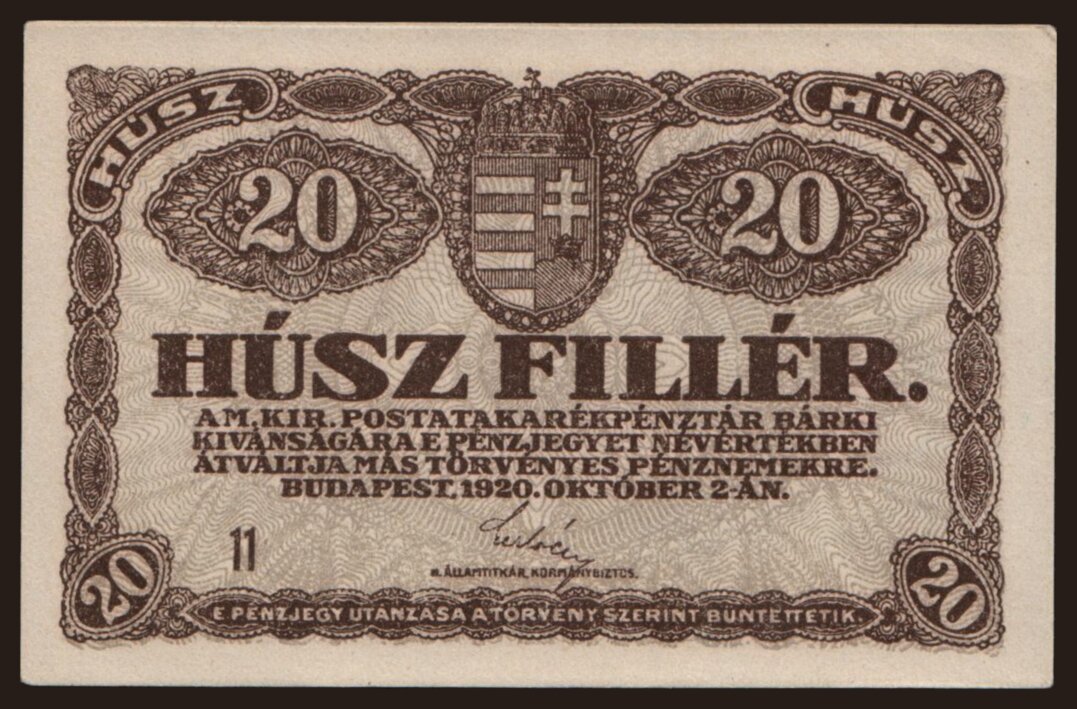 HÚSZ HÚSZ
20 20
HÚSZ FILLÉR.
A M. KIR. POSTATAKARÉKPÉNZTÁR BÁRKI
KIVÁNSÁGÁRA E PÉNZJEGYET NÉVÉRTÉKBEN
ÁTVÁLTJA MÁS TÖRVÉNYES PÉNZNEMEKRE.
BUDAPEST, 1920. OKTÓBER 2-ÁN.
11
H. ÁLLAMTITKÁR, KORMÁNYBIZTOS.
20 20
E PÉNZJEGY UTÁNZÁSA A TÖRVÉNY SZERINT BÜNTETTETIK.